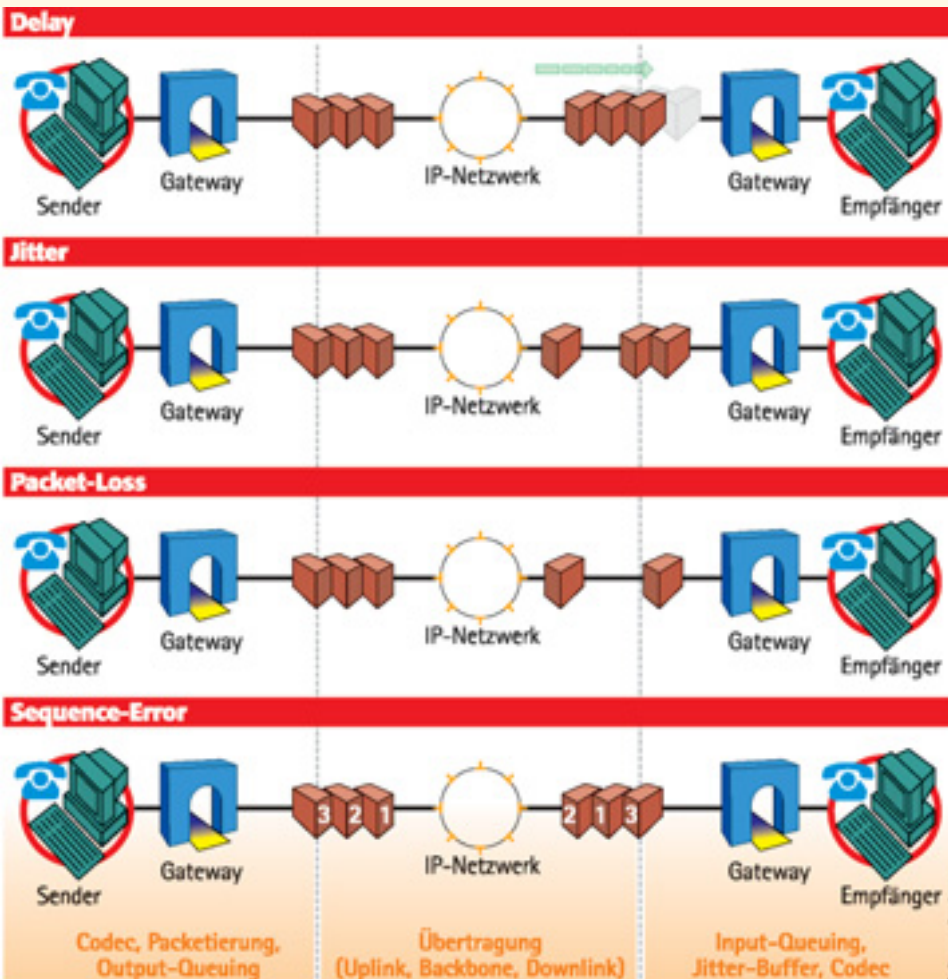 Delay
Gateway
IP-Netzwerk
Gateway
Sender
Empfänger
Jitter
Gateway
IP-Netzwerk
Gateway
Sender
Empfänger
Packet-Loss
Gateway
IP-Netzwerk
Gateway
Sender
Empfänger
Sequence-Error
3 2 1
2 1 3
Gateway
IP-Netzwerk
Gateway
Sender
Empfänger
Codec, Packetierung,
Output-Queuing
Übertragung
(Uplink, Backbone, Downlink)
Input-Queuing,
Jitter-Buffer, Codec